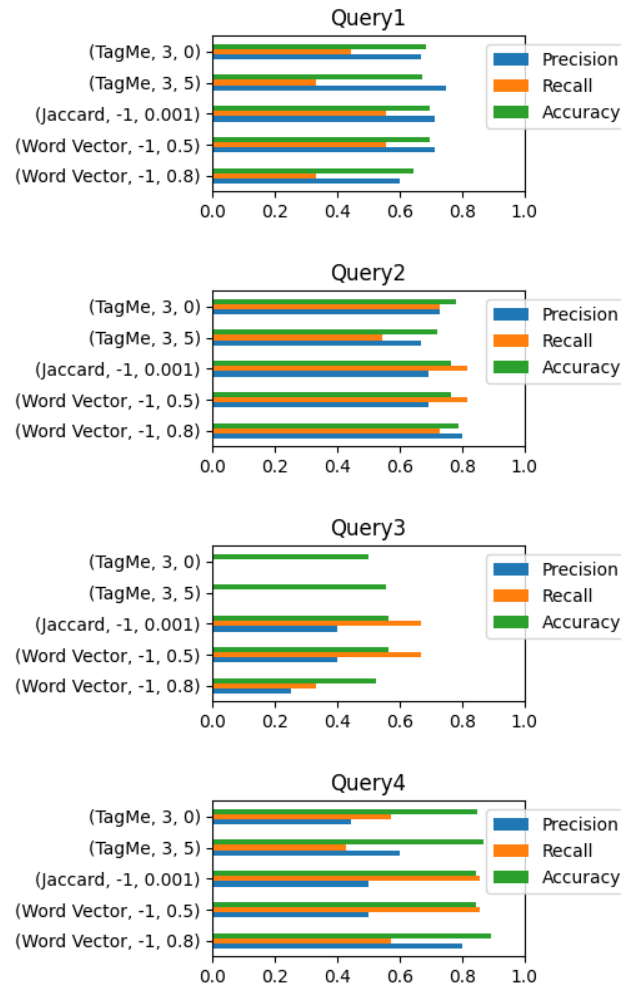 Query1
(TagMe, 3, 0)
(TagMe, 3, 5)
(Jaccard, -1, 0.001)
(Word Vector, -1, 0.5)
(Word Vector, -1, 0.8)
Precision
Recall
Accuracy
0.0 0.2 0.4 0.6 0.8 1.0
Query2
(TagMe, 3, 0)
(TagMe, 3, 5)
(Jaccard, -1, 0.001)
(Word Vector, -1, 0.5)
(Word Vector, -1, 0.8)
Precision
Recall
Accuracy
0.0 0.2 0.4 0.6 0.8 1.0
Query3
(TagMe, 3, 0)
(TagMe, 3, 5)
(Jaccard, -1, 0.001)
(Word Vector, -1, 0.5)
(Word Vector, -1, 0.8)
Precision
Recall
Accuracy
0.0 0.2 0.4 0.6 0.8 1.0
Query4
(TagMe, 3, 0)
(TagMe, 3, 5)
(Jaccard, -1, 0.001)
(Word Vector, -1, 0.5)
(Word Vector, -1, 0.8)
Precision
Recall
Accuracy
0.0 0.2 0.4 0.6 0.8 1.0